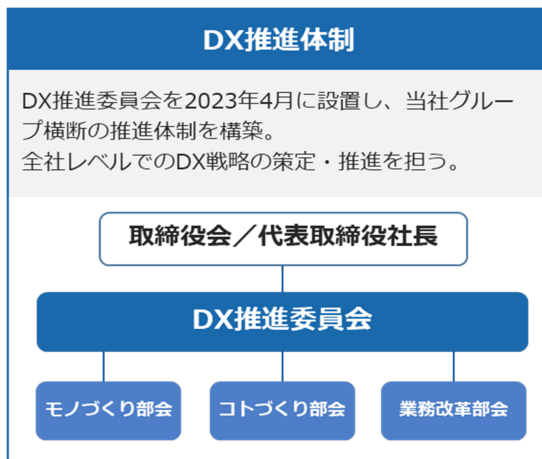 DX推進体制
DX推進委員会を2023年4月に設置し、当社グルー
プ横断の推進体制を構築。
全社レベルでのDX戦略の策定・推進を担う。
取締役会／代表取締役社長
DX推進委員会
モノづくり部会
コトづくり部会
業務改革部会